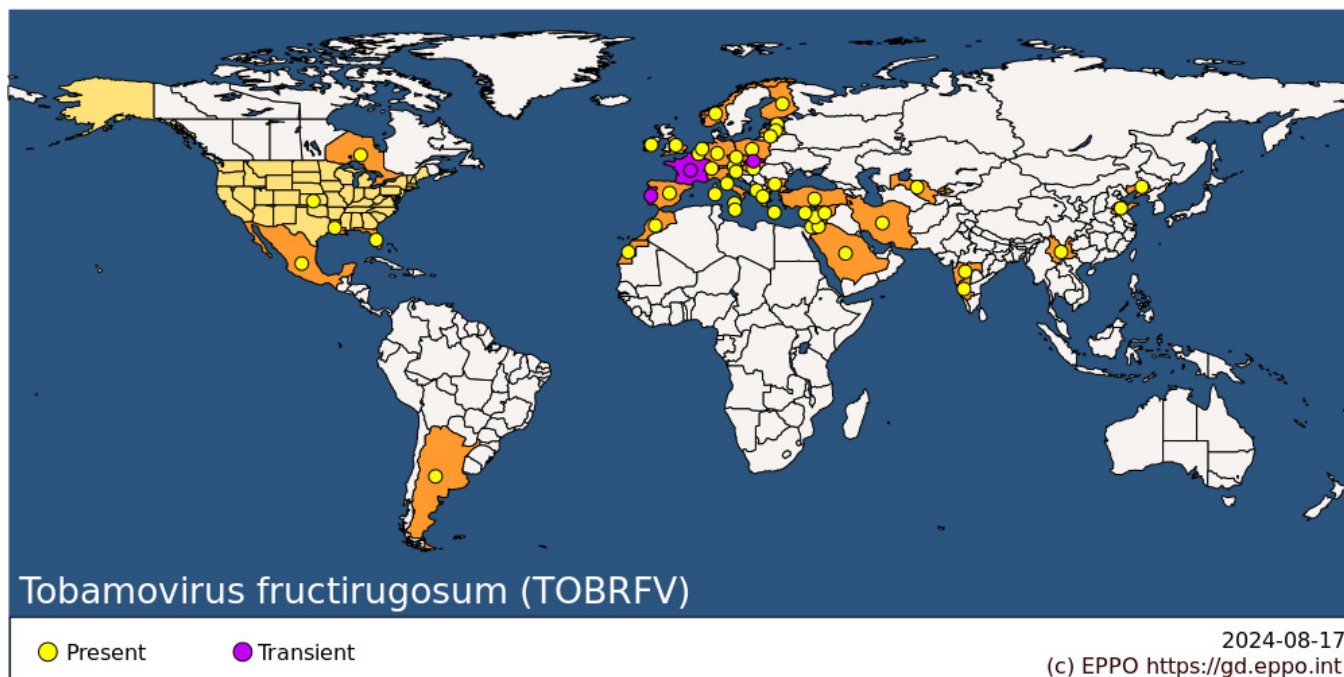 Tobamovirus fructirugosum (TOBRFV)
Present
Transient
2024-08-17
(c) EPPO https://gd.eppo.int